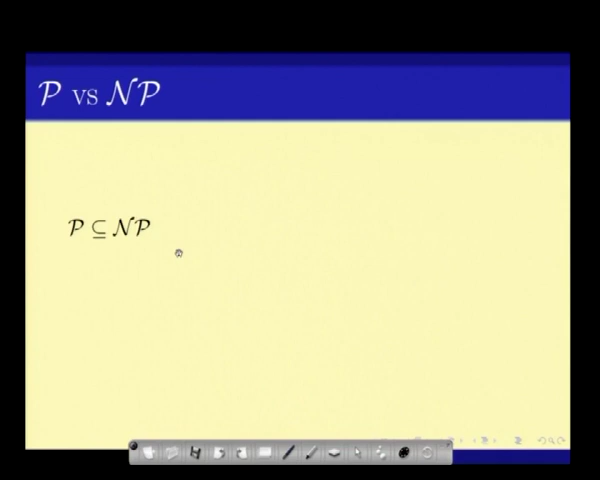 𝒫 vs 𝒩𝒫
𝒫 ⊆ 𝒩𝒫